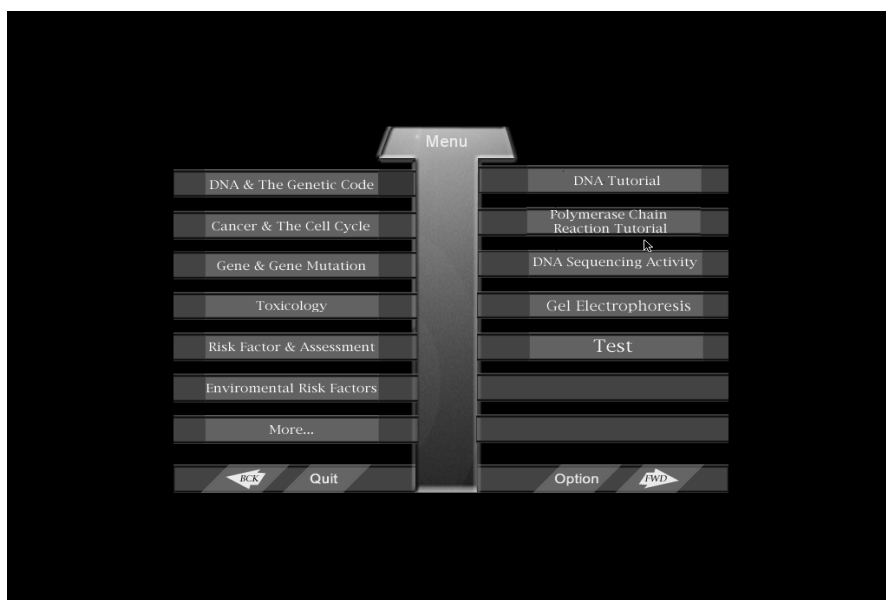 Menu
DNA & The Genetic Code
Cancer & The Cell Cycle
Gene & Gene Mutation
Toxicology
Risk Factor & Assessment
Enviromental Risk Factors
More...
BCK
Quit
DNA Tutorial
Polymerase Chain
Reaction Tutorial
DNA Sequencing Activity
Gel Electrophoresis
Test
Option
FWD